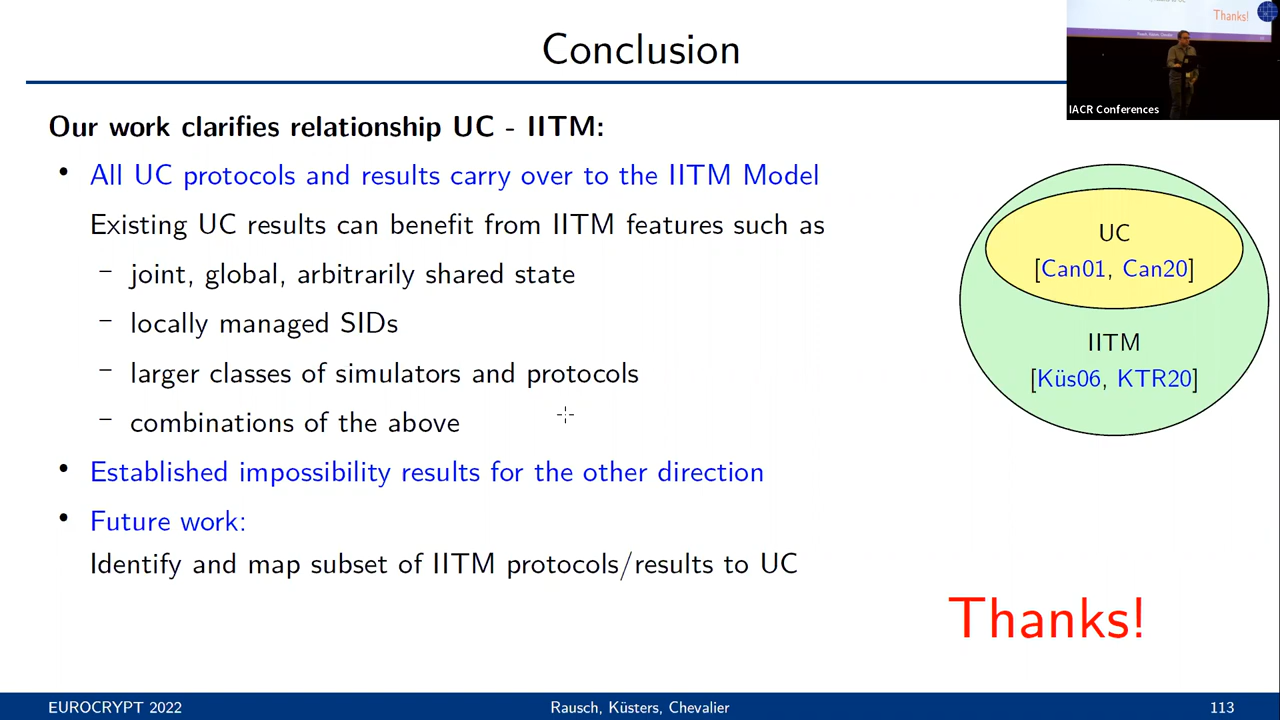 Conclusion
Thanks!
IACR Conferences
Our work clarifies relationship UC - IITM:
• All UC protocols and results carry over to the IITM Model
Existing UC results can benefit from IITM features such as
– joint, global, arbitrarily shared state
– locally managed SIDs
– larger classes of simulators and protocols
– combinations of the above
• Established impossibility results for the other direction
• Future work:
Identify and map subset of IITM protocols/results to UC
UC
[Can01, Can20]
IITM
[Küs06, KTR20]
Thanks!
EUROCRYPT 2022
Rausch, Küsters, Chevalier
113